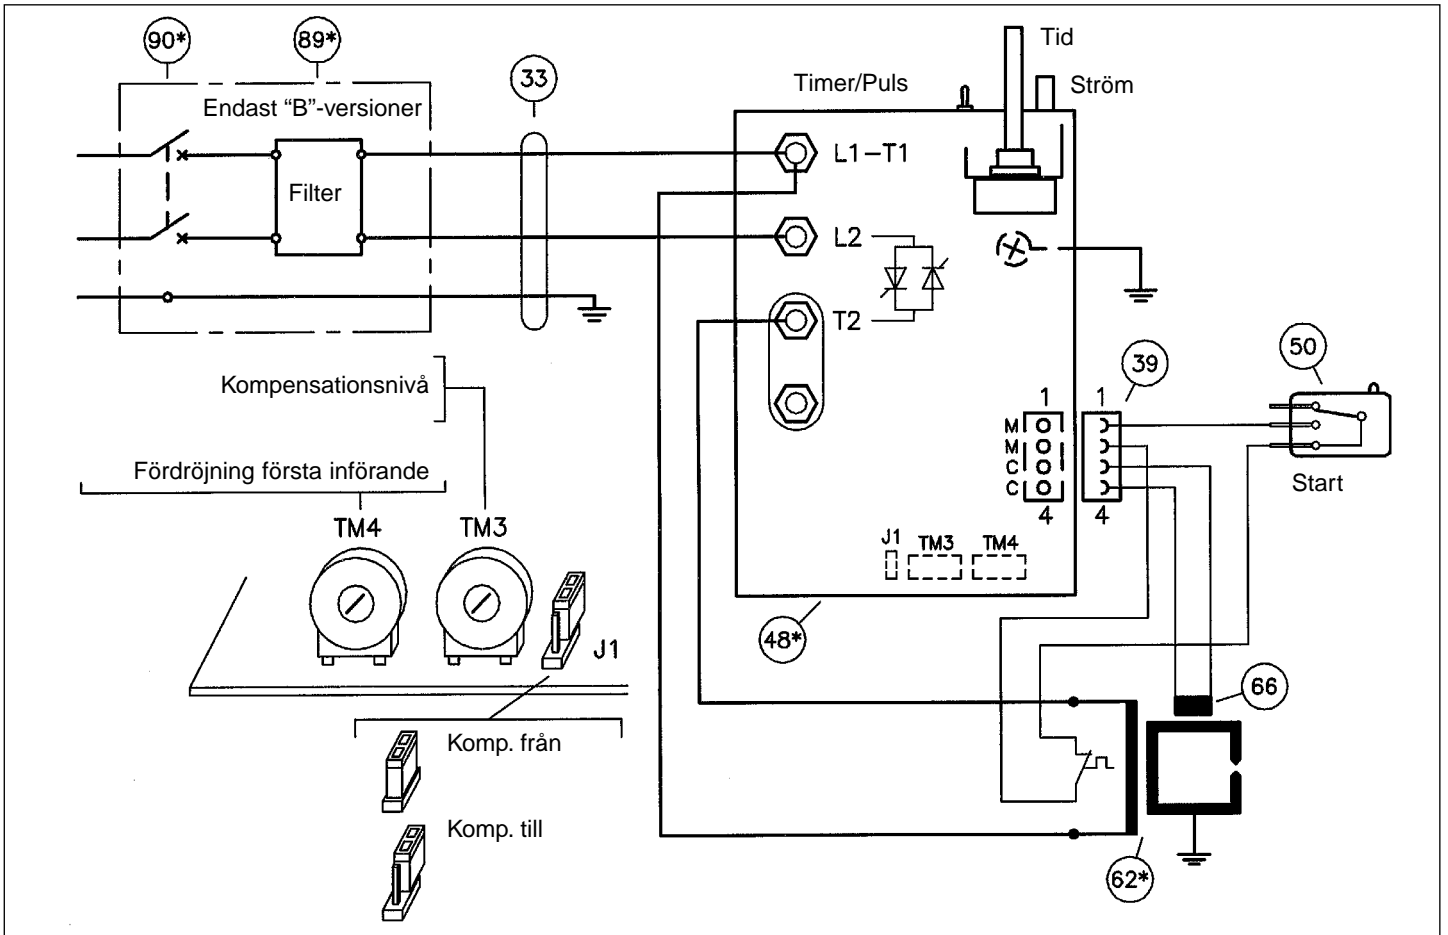 90*
89*
33
Endast “B”-versioner
Filter
Timer/Puls
Tid
Ström
L1–T1
L2
T2
Kompensationsnivå
Fördröjning första införande
TM4
TM3
J1
Komp. från
Komp. till
1
1
M
M
C
C
4
4
39
50
Start
J1
TM3
TM4
48*
66
62*